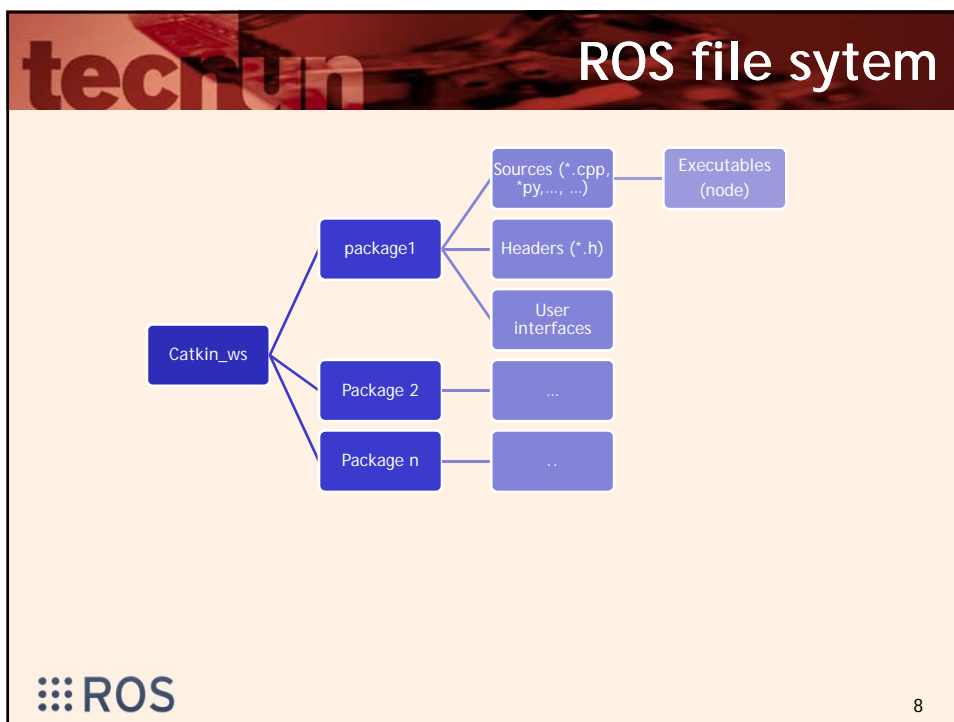 tecnun
ROS file sytem
Sources (*.cpp,
*py,..., ...)
Executables
(node)
package1
Headers (*.h)
User
interfaces
Catkin_ws
Package 2
...
Package n
..
ROS
8